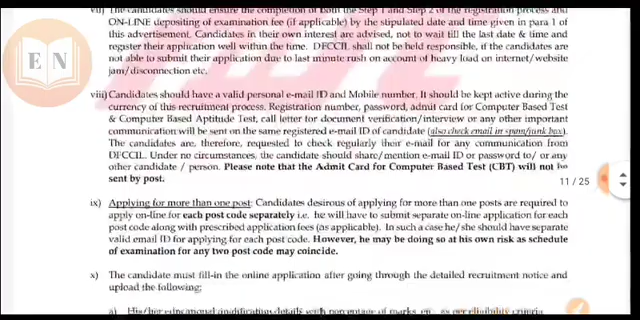 vii) The candidates should ensure the completion of both the Step 1 and Step 2 of the registration process and
ON-LINE depositing of examination fee (if applicable) by the stipulated date and time given in para 1 of
this advertisement. Candidates in their own interest are advised, not to wait till the last date & time and
register their application well within the time. DFCCIL shall not be held responsible, if the candidates are
not able to submit their application due to last minute rush on account of heavy load on internet/website
jam/disconnection etc.
EN
viii) Candidates should have a valid personal e-mail ID and Mobile number. It should be kept active during the
currency of this recruitment process. Registration number, password, admit card for Computer Based Test
& Computer Based Aptitude Test, call letter for document verification/interview or any other important
communication will be sent on the same registered e-mail ID of candidate (also check email in spam/junk box).
The candidates are, therefore, requested to check regularly their e-mail for any communication from
DFCCIL. Under no circumstances, the candidate should share/mention e-mail ID or password to/ or any
other candidate / person. Please note that the Admit Card for Computer Based Test (CBT) will not be
sent by post.
11 / 25
ix) Applying for more than one post: Candidates desirous of applying for more than one posts are required to
apply on-line for each post code separately i.e. he will have to submit separate on-line application for each
post code along with prescribed application fees (as applicable). In such a case he/she should have separate
valid email ID for applying for each post code. However, he may be doing so at his own risk as schedule
of examination for any two post code may coincide.
x) The candidate must fill-in the online application after going through the detailed recruitment notice and
upload the following:
a) His/her educational qualification details with percentage of marks etc. as per eligibility criteria